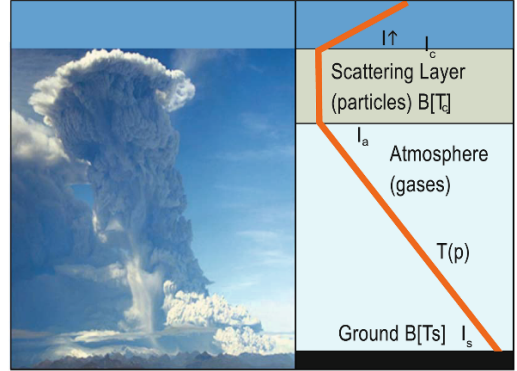 I↑ I_c
Scattering Layer
(particles) B[T_c]
I_a
Atmosphere
(gases)
T(p)
Ground B[Ts] I_s